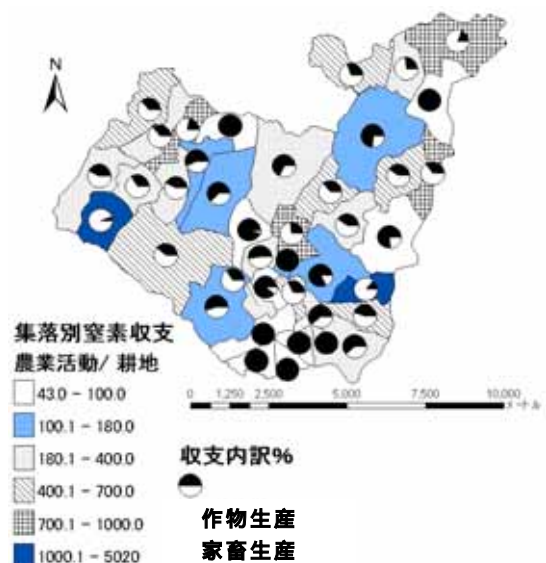 N
集落別窒素収支
農業活動/ 耕地
43.0 - 100.0
100.1 - 180.0
180.1 - 400.0
400.1 - 700.0
700.1 - 1000.0
1000.1 - 5020
0 1,250 2,500 5,000 7,500 10,000
メートル
収支内訳%
作物生産
家畜生産